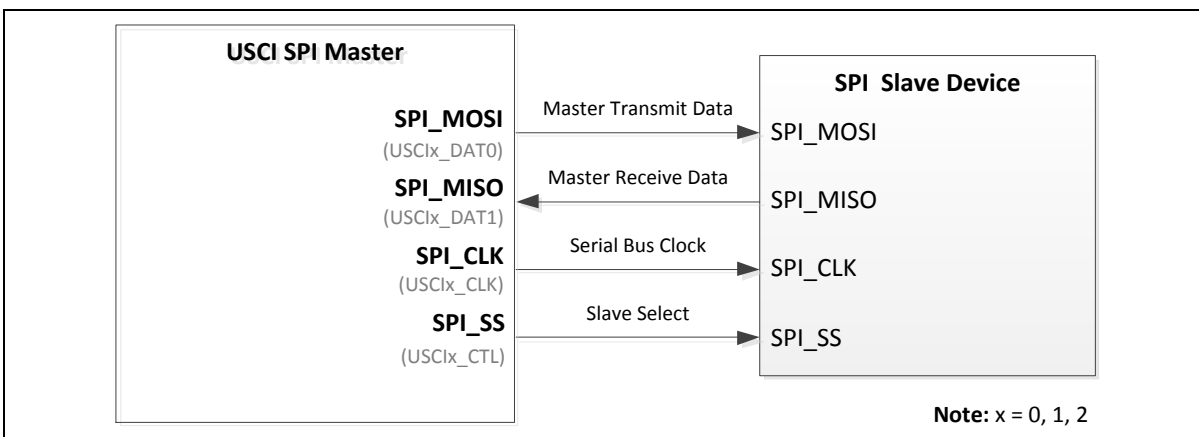 USCI SPI Master
SPI_MOSI
(USCIx_DAT0)
SPI_MISO
(USCIx_DAT1)
SPI_CLK
(USCIx_CLK)
SPI_SS
(USCIx_CTL)
Master Transmit Data
Master Receive Data
Serial Bus Clock
Slave Select
SPI Slave Device
SPI_MOSI
SPI_MISO
SPI_CLK
SPI_SS
Note: x = 0, 1, 2